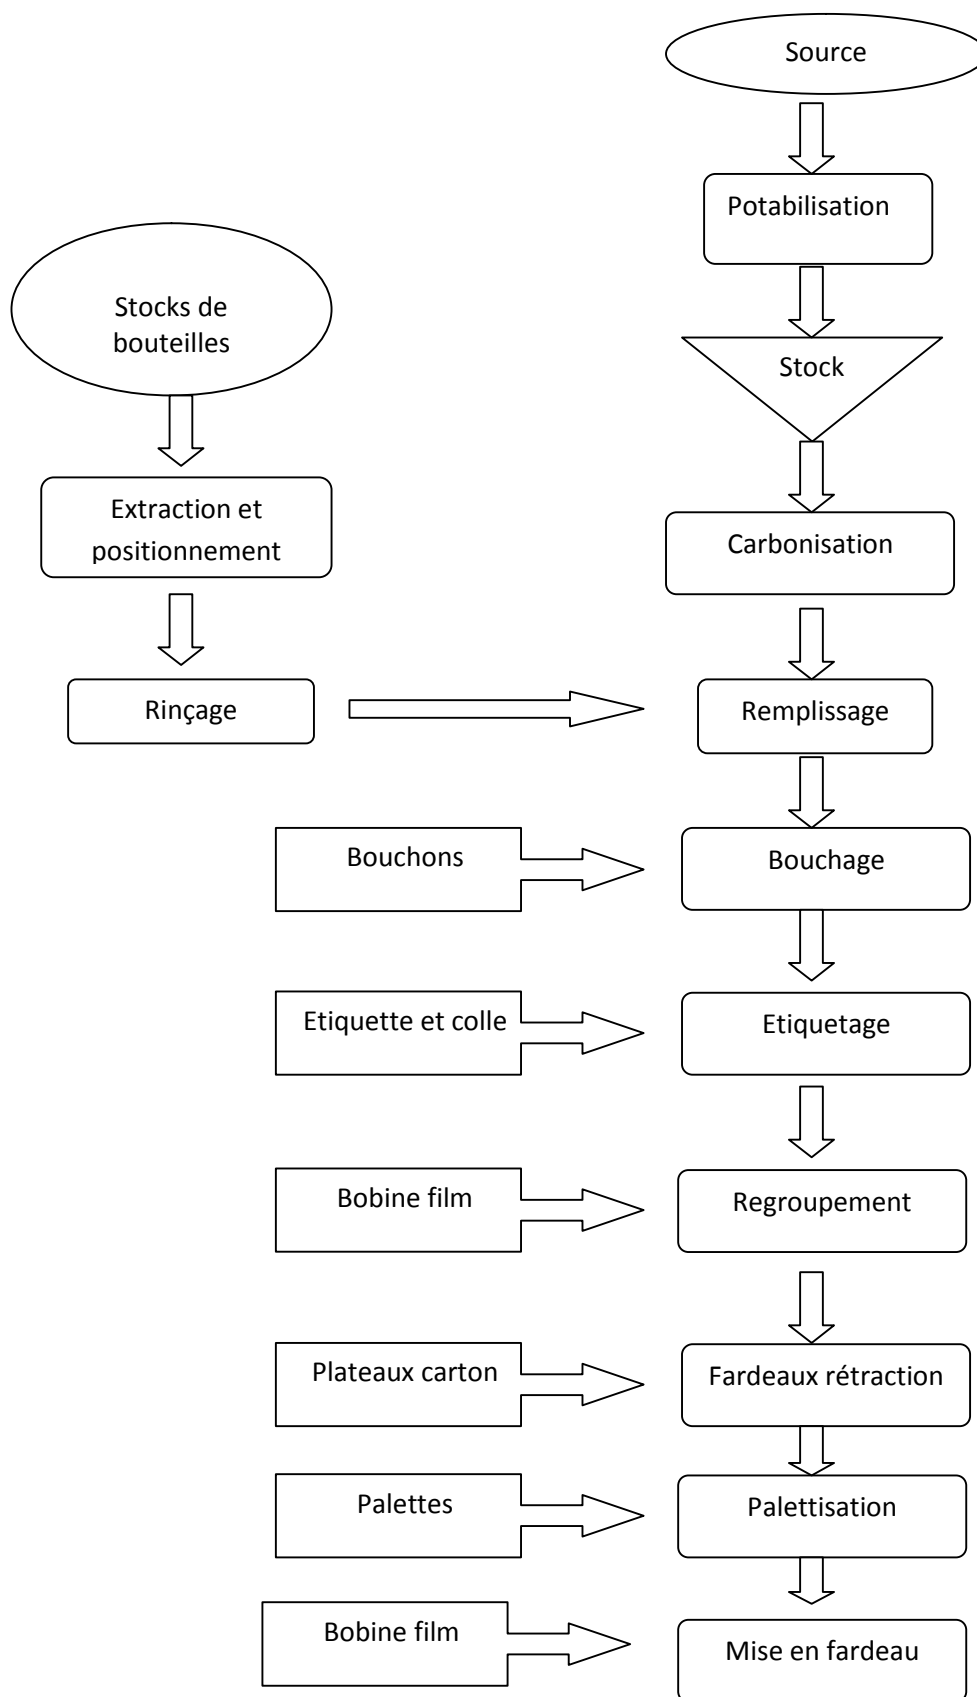 Source
Potabilisation
Stocks de
bouteilles
Stock
Extraction et
positionnement
Carbonisation
Rinçage
Remplissage
Bouchons
Bouchage
Etiquette et colle
Etiquetage
Bobine film
Regroupement
Plateaux carton
Fardeaux rétraction
Palettes
Palettisation
Bobine film
Mise en fardeau